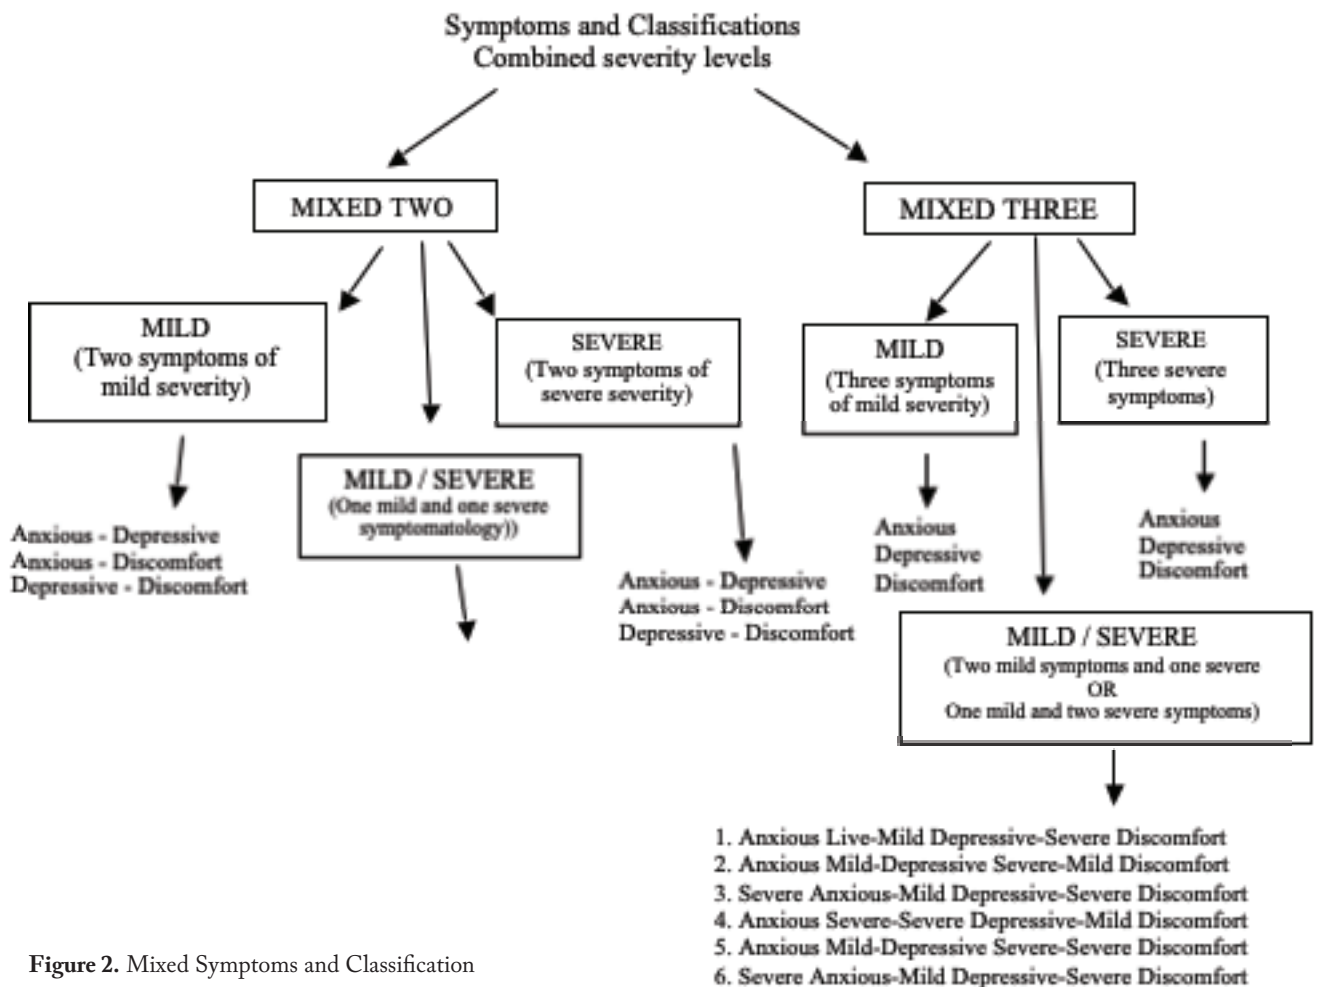 Symptoms and Classifications
Combined severity levels
MIXED TWO
MIXED THREE
MILD
(Two symptoms of
mild severity)
SEVERE
(Two symptoms of
severe severity)
MILD
(Three symptoms
of mild severity)
SEVERE
(Three severe
symptoms)
MILD / SEVERE
(One mild and one severe
symptomatology))
Anxious - Depressive
Anxious - Discomfort
Depressive - Discomfort
Anxious - Depressive
Anxious - Discomfort
Depressive - Discomfort
Anxious
Depressive
Discomfort
Anxious
Depressive
Discomfort
MILD / SEVERE
(Two mild symptoms and one severe
OR
One mild and two severe symptoms)
1. Anxious Live-Mild Depressive-Severe Discomfort
2. Anxious Mild-Depressive Severe-Mild Discomfort
3. Severe Anxious-Mild Depressive-Severe Discomfort
4. Anxious Severe-Severe Depressive-Mild Discomfort
5. Anxious Mild-Depressive Severe-Severe Discomfort
6. Severe Anxious-Mild Depressive-Severe Discomfort
Figure 2. Mixed Symptoms and Classification